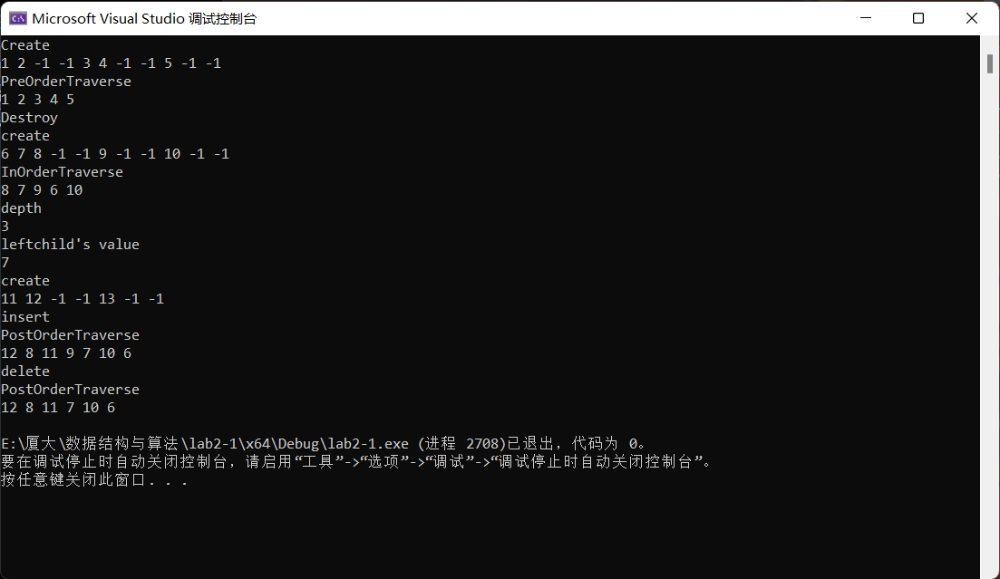 Microsoft Visual Studio 调试控制台
Create
1 2 -1 -1 3 4 -1 -1 5 -1 -1
PreOrderTraverse
1 2 3 4 5
Destroy
create
6 7 8 -1 -1 9 -1 -1 10 -1 -1
InOrderTraverse
8 7 9 6 10
depth
3
leftchild's value
7
create
11 12 -1 -1 13 -1 -1
insert
PostOrderTraverse
12 8 11 9 7 10 6
delete
PostOrderTraverse
12 8 11 7 10 6
E:\厦大\数据结构与算法\lab2-1\x64\Debug\lab2-1.exe (进程 2708)已退出，代码为 0。
要在调试停止时自动关闭控制台，请启用“工具”->“选项”->“调试”->“调试停止时自动关闭控制台”。
按任意键关闭此窗口. . .